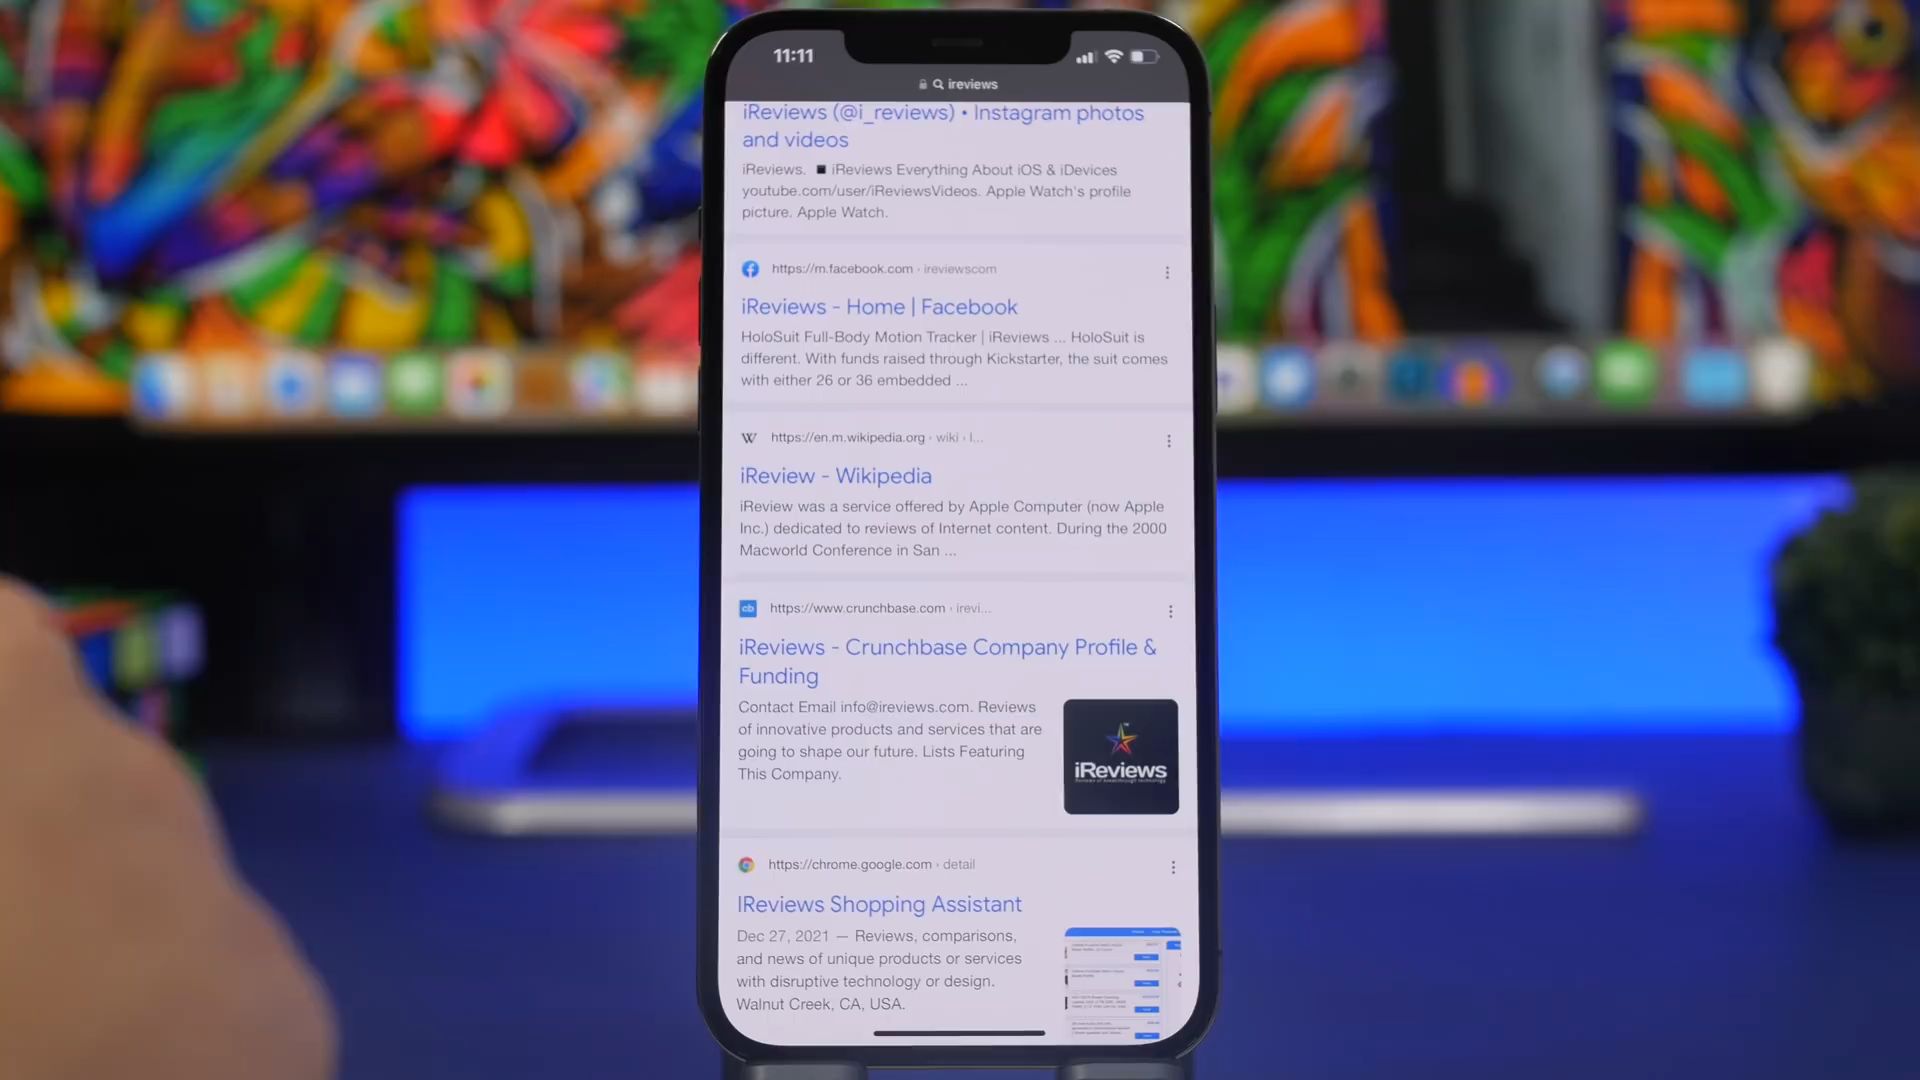 11:11
ireviews
iReviews (@i_reviews) • Instagram photos
and videos
iReviews. ■ iReviews Everything About iOS & iDevices
youtube.com/user/iReviewsVideos. Apple Watch's profile
picture. Apple Watch.
https://m.facebook.com › ireviewscom
iReviews - Home | Facebook
HoloSuit Full-Body Motion Tracker | iReviews ... HoloSuit is
different. With funds raised through Kickstarter, the suit comes
with either 26 or 36 embedded ...
W https://en.m.wikipedia.org › wiki › I...
iReview - Wikipedia
iReview was a service offered by Apple Computer (now Apple
Inc.) dedicated to reviews of Internet content. During the 2000
Macworld Conference in San ...
cb https://www.crunchbase.com › irevi...
iReviews - Crunchbase Company Profile &
Funding
Contact Email info@ireviews.com. Reviews
of innovative products and services that are
going to shape our future. Lists Featuring
This Company.
iReviews
https://chrome.google.com › detail
IReviews Shopping Assistant
Dec 27, 2021 — Reviews, comparisons,
and news of unique products or services
with disruptive technology or design.
Walnut Creek, CA, USA.